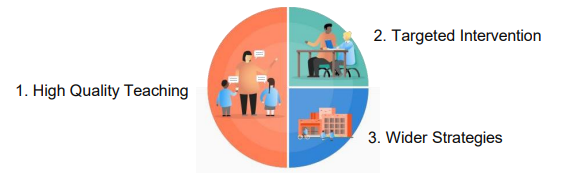 1. High Quality Teaching
2. Targeted Intervention
3. Wider Strategies